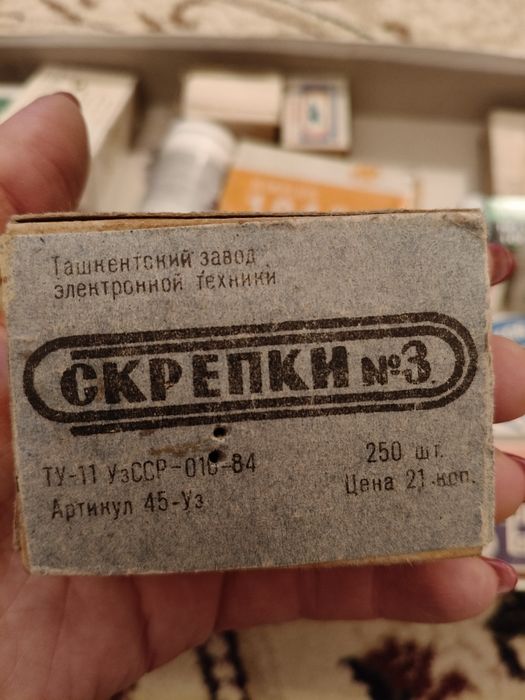 Ташкентский завод
электронной техники
СКРЕПКИ №3
ТУ-11 УзССР-010-84
250 шт.
Артикул 45-Уз
Цена 21 коп.